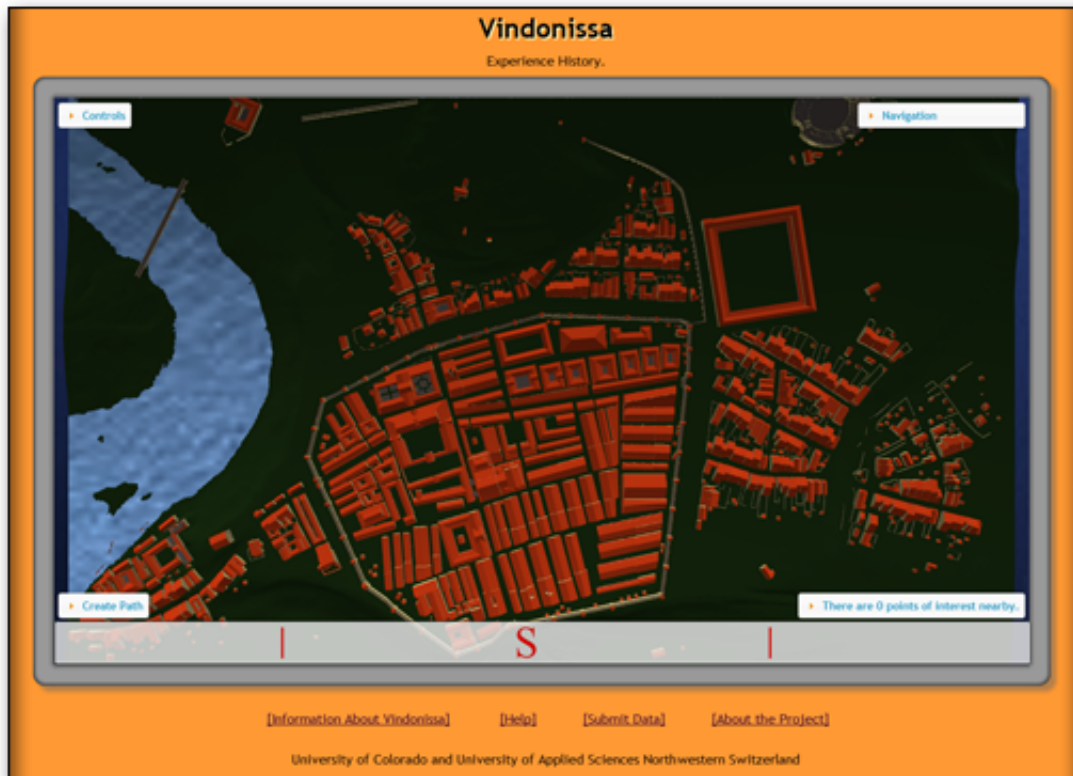 Vindonissa
Experience History.
Controls
Navigation
Create Path
There are 0 points of interest nearby..
| S |
[Information About Vindonissa] [Help] [Submit Data] [About the Project]
University of Colorado and University of Applied Sciences Northwestern Switzerland